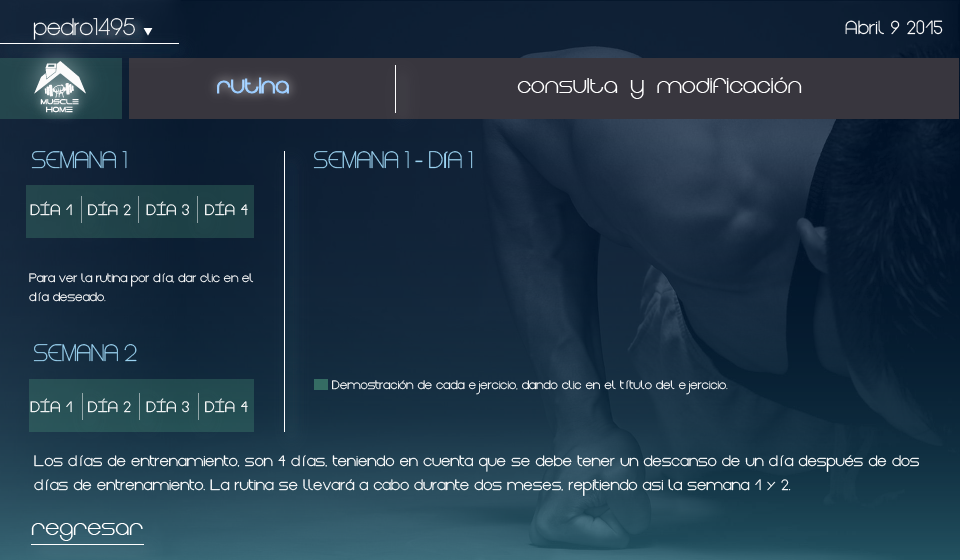 pedro1495 ▼
Abril 9 2015
MUSCLE
HOME
rutina
consulta y modificación
SEMANA 1
SEMANA 1 - DÍA 1
DÍA 1 DÍA 2 DÍA 3 DÍA 4
Para ver la rutina por día, dar clic en el
día deseado.
SEMANA 2
Demostración de cada ejercicio, dando clic en el título del ejercicio.
DÍA 1 DÍA 2 DÍA 3 DÍA 4
Los días de entrenamiento, son 4 días, teniendo en cuenta que se debe tener un descanso de un día después de dos
días de entrenamiento. La rutina se llevará a cabo durante dos meses, repitiendo asi la semana 1 y 2.
regresar